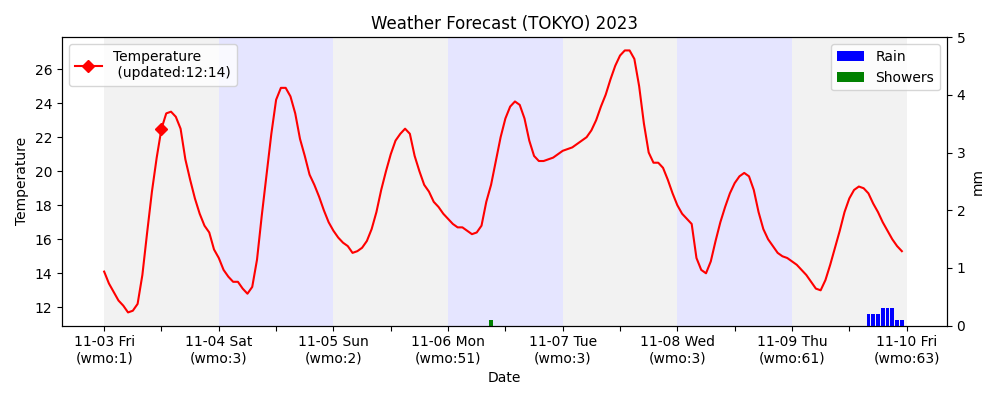 Weather Forecast (TOKYO) 2023
Temperature
(updated:12:14)
Rain
Showers
Temperature
26
24
22
20
18
16
14
12
5
4
3
2
1
0
mm
11-03 Fri
(wmo:1)
11-04 Sat
(wmo:3)
11-05 Sun
(wmo:2)
11-06 Mon
(wmo:51)
11-07 Tue
(wmo:3)
11-08 Wed
(wmo:3)
11-09 Thu
(wmo:61)
11-10 Fri
(wmo:63)
Date